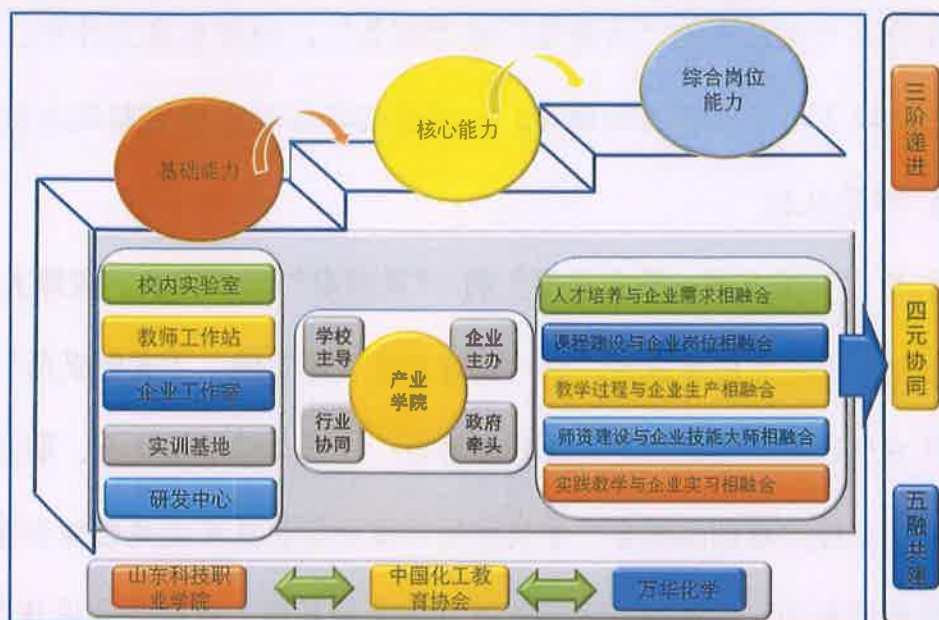 综合岗位
能力
核心能力
基础能力
校内实验室
教师工作站
企业工作室
实训基地
研发中心
学校
主导
企业
主办
产业
学院
行业
协同
政府
牵头
人才培养与企业需求相融合
课程建设与企业岗位相融合
教学过程与企业生产相融合
师资建设与企业技能大师相融合
实践教学与企业实习相融合
山东科技职
业学院
中国化工教
育协会
万华化学
三阶递进
四元协同
五融共建